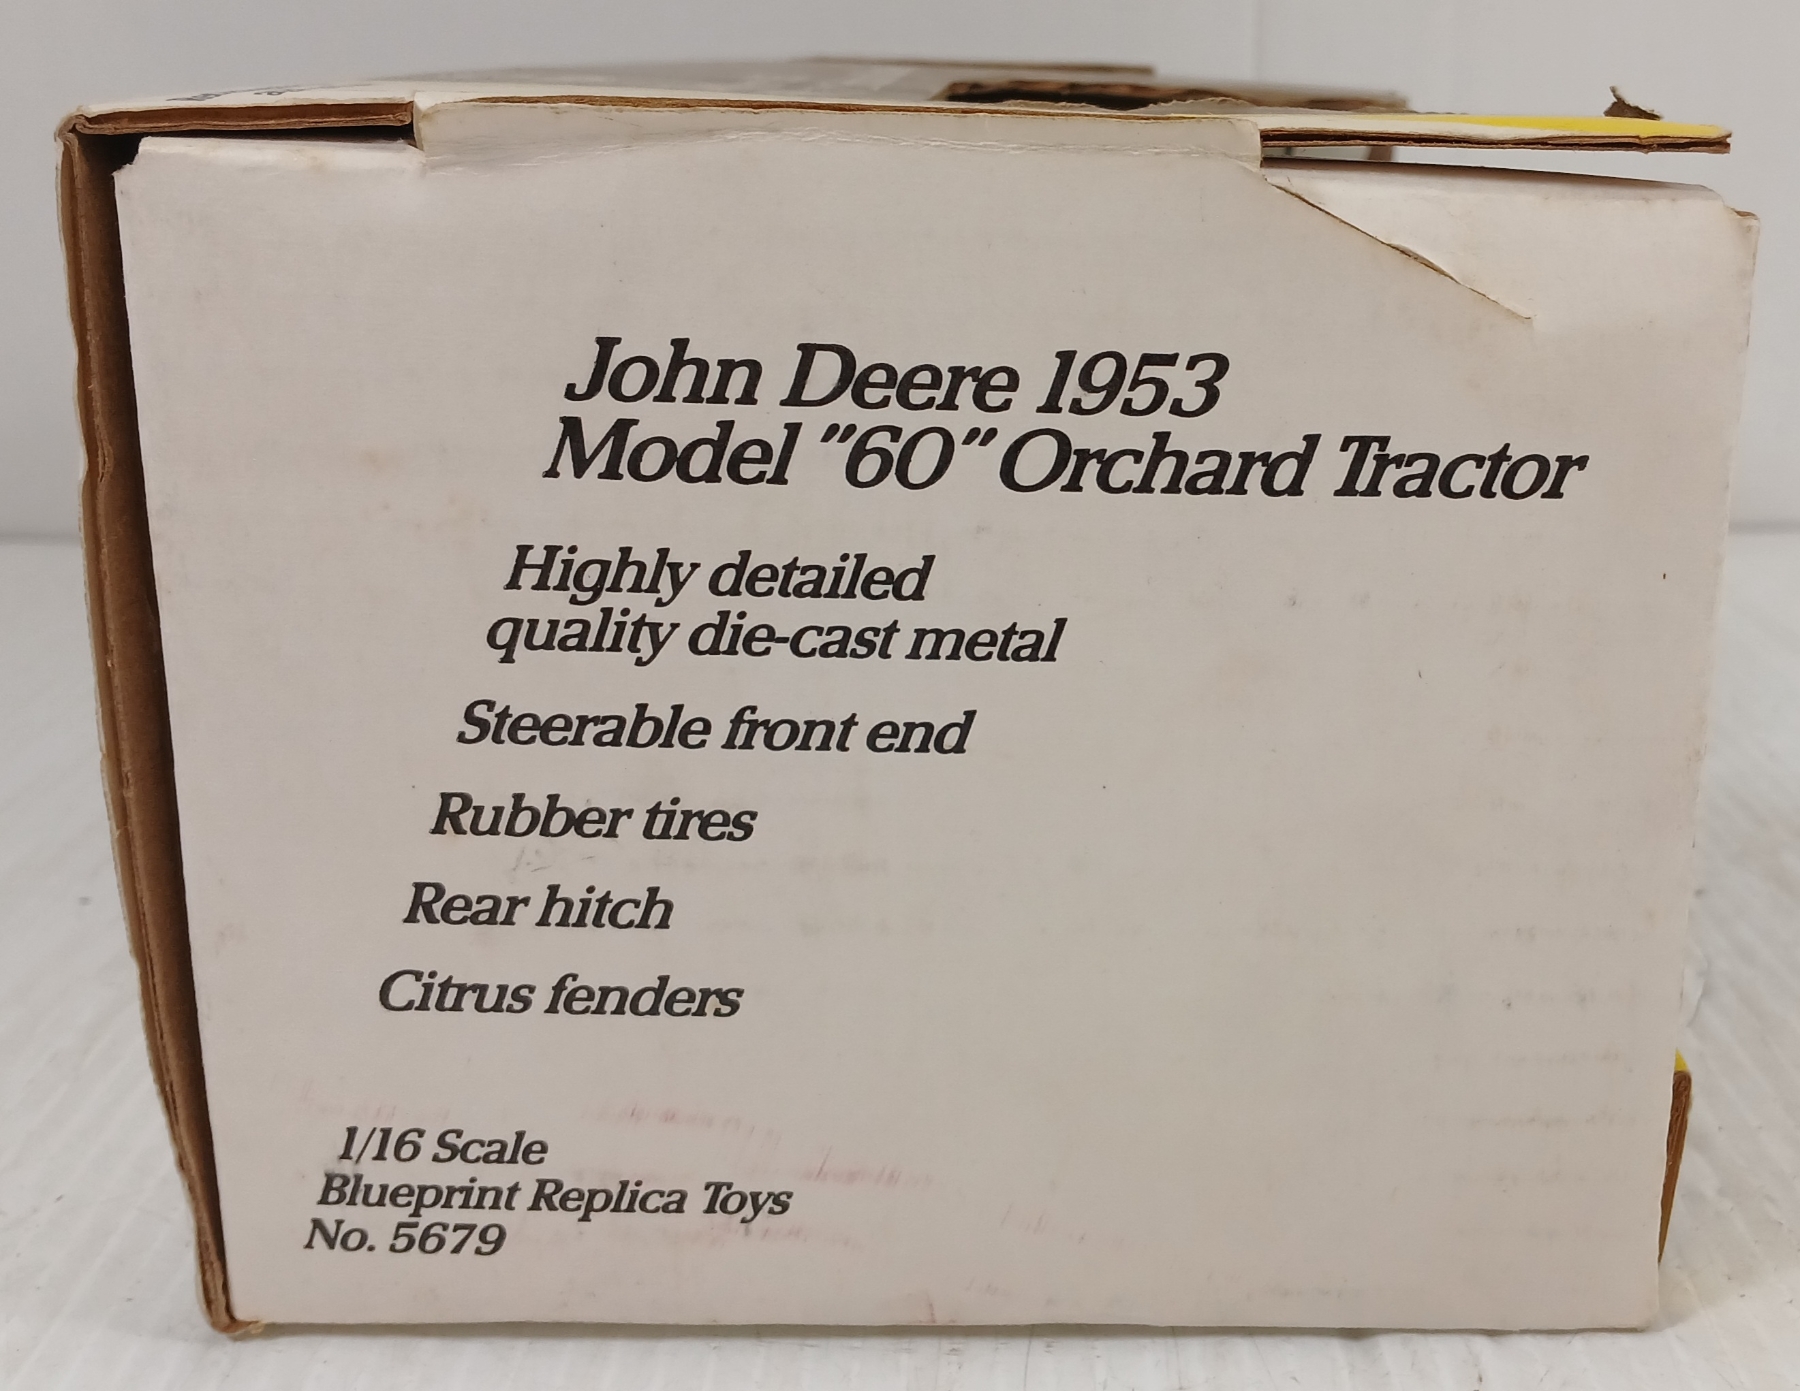 John Deere 1953
Model "60" Orchard Tractor
Highly detailed
quality die-cast metal
Steerable front end
Rubber tires
Rear hitch
Citrus fenders
1/16 Scale
Blueprint Replica Toys
No. 5679